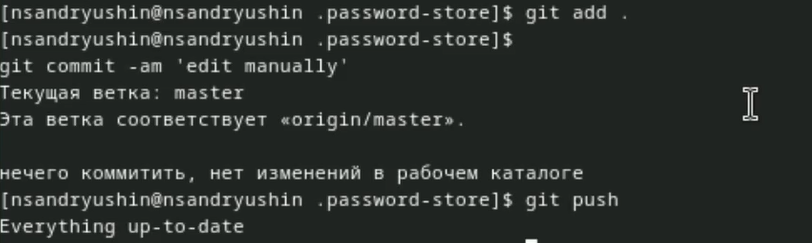 [nsandryushin@nsandryushin .password-store]$ git add .
[nsandryushin@nsandryushin .password-store]$
git commit -am 'edit manually'
Текущая ветка: master
Эта ветка соответствует «origin/master».
нечего коммитить, нет изменений в рабочем каталоге
[nsandryushin@nsandryushin .password-store]$ git push
Everything up-to-date